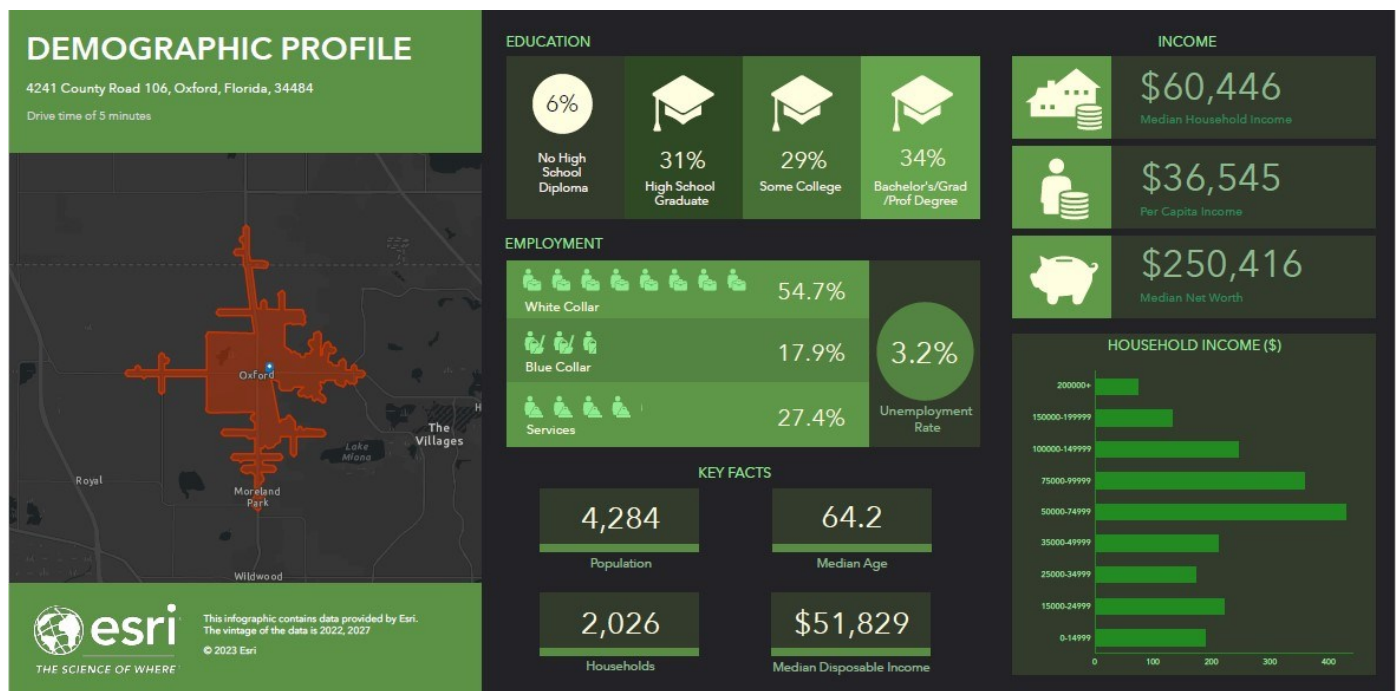 DEMOGRAPHIC PROFILE
4241 County Road 106, Oxford, Florida, 34484
Drive time of 5 minutes
Oxford
The
Villages
H
Lake
Miona
Royal
Moreland
Park
Wildwood
esri
THE SCIENCE OF WHERE
This infographic contains data provided by Esri.
The vintage of the data is 2022, 2027
© 2023 Esri
EDUCATION
6%
No High
School
Diploma
31%
High School
Graduate
29%
Some College
34%
Bachelor's/Grad
/Prof Degree
EMPLOYMENT
White Collar
54.7%
Blue Collar
17.9%
Services
27.4%
3.2%
Unemployment
Rate
KEY FACTS
4,284
Population
64.2
Median Age
2,026
Households
$51,829
Median Disposable Income
INCOME
$60,446
Median Household Income
$36,545
Per Capita Income
$250,416
Median Net Worth
HOUSEHOLD INCOME ($)
200000+
150000-199999
100000-149999
75000-99999
50000-74999
35000-49999
25000-34999
15000-24999
0-14999
0 100 200 300 400